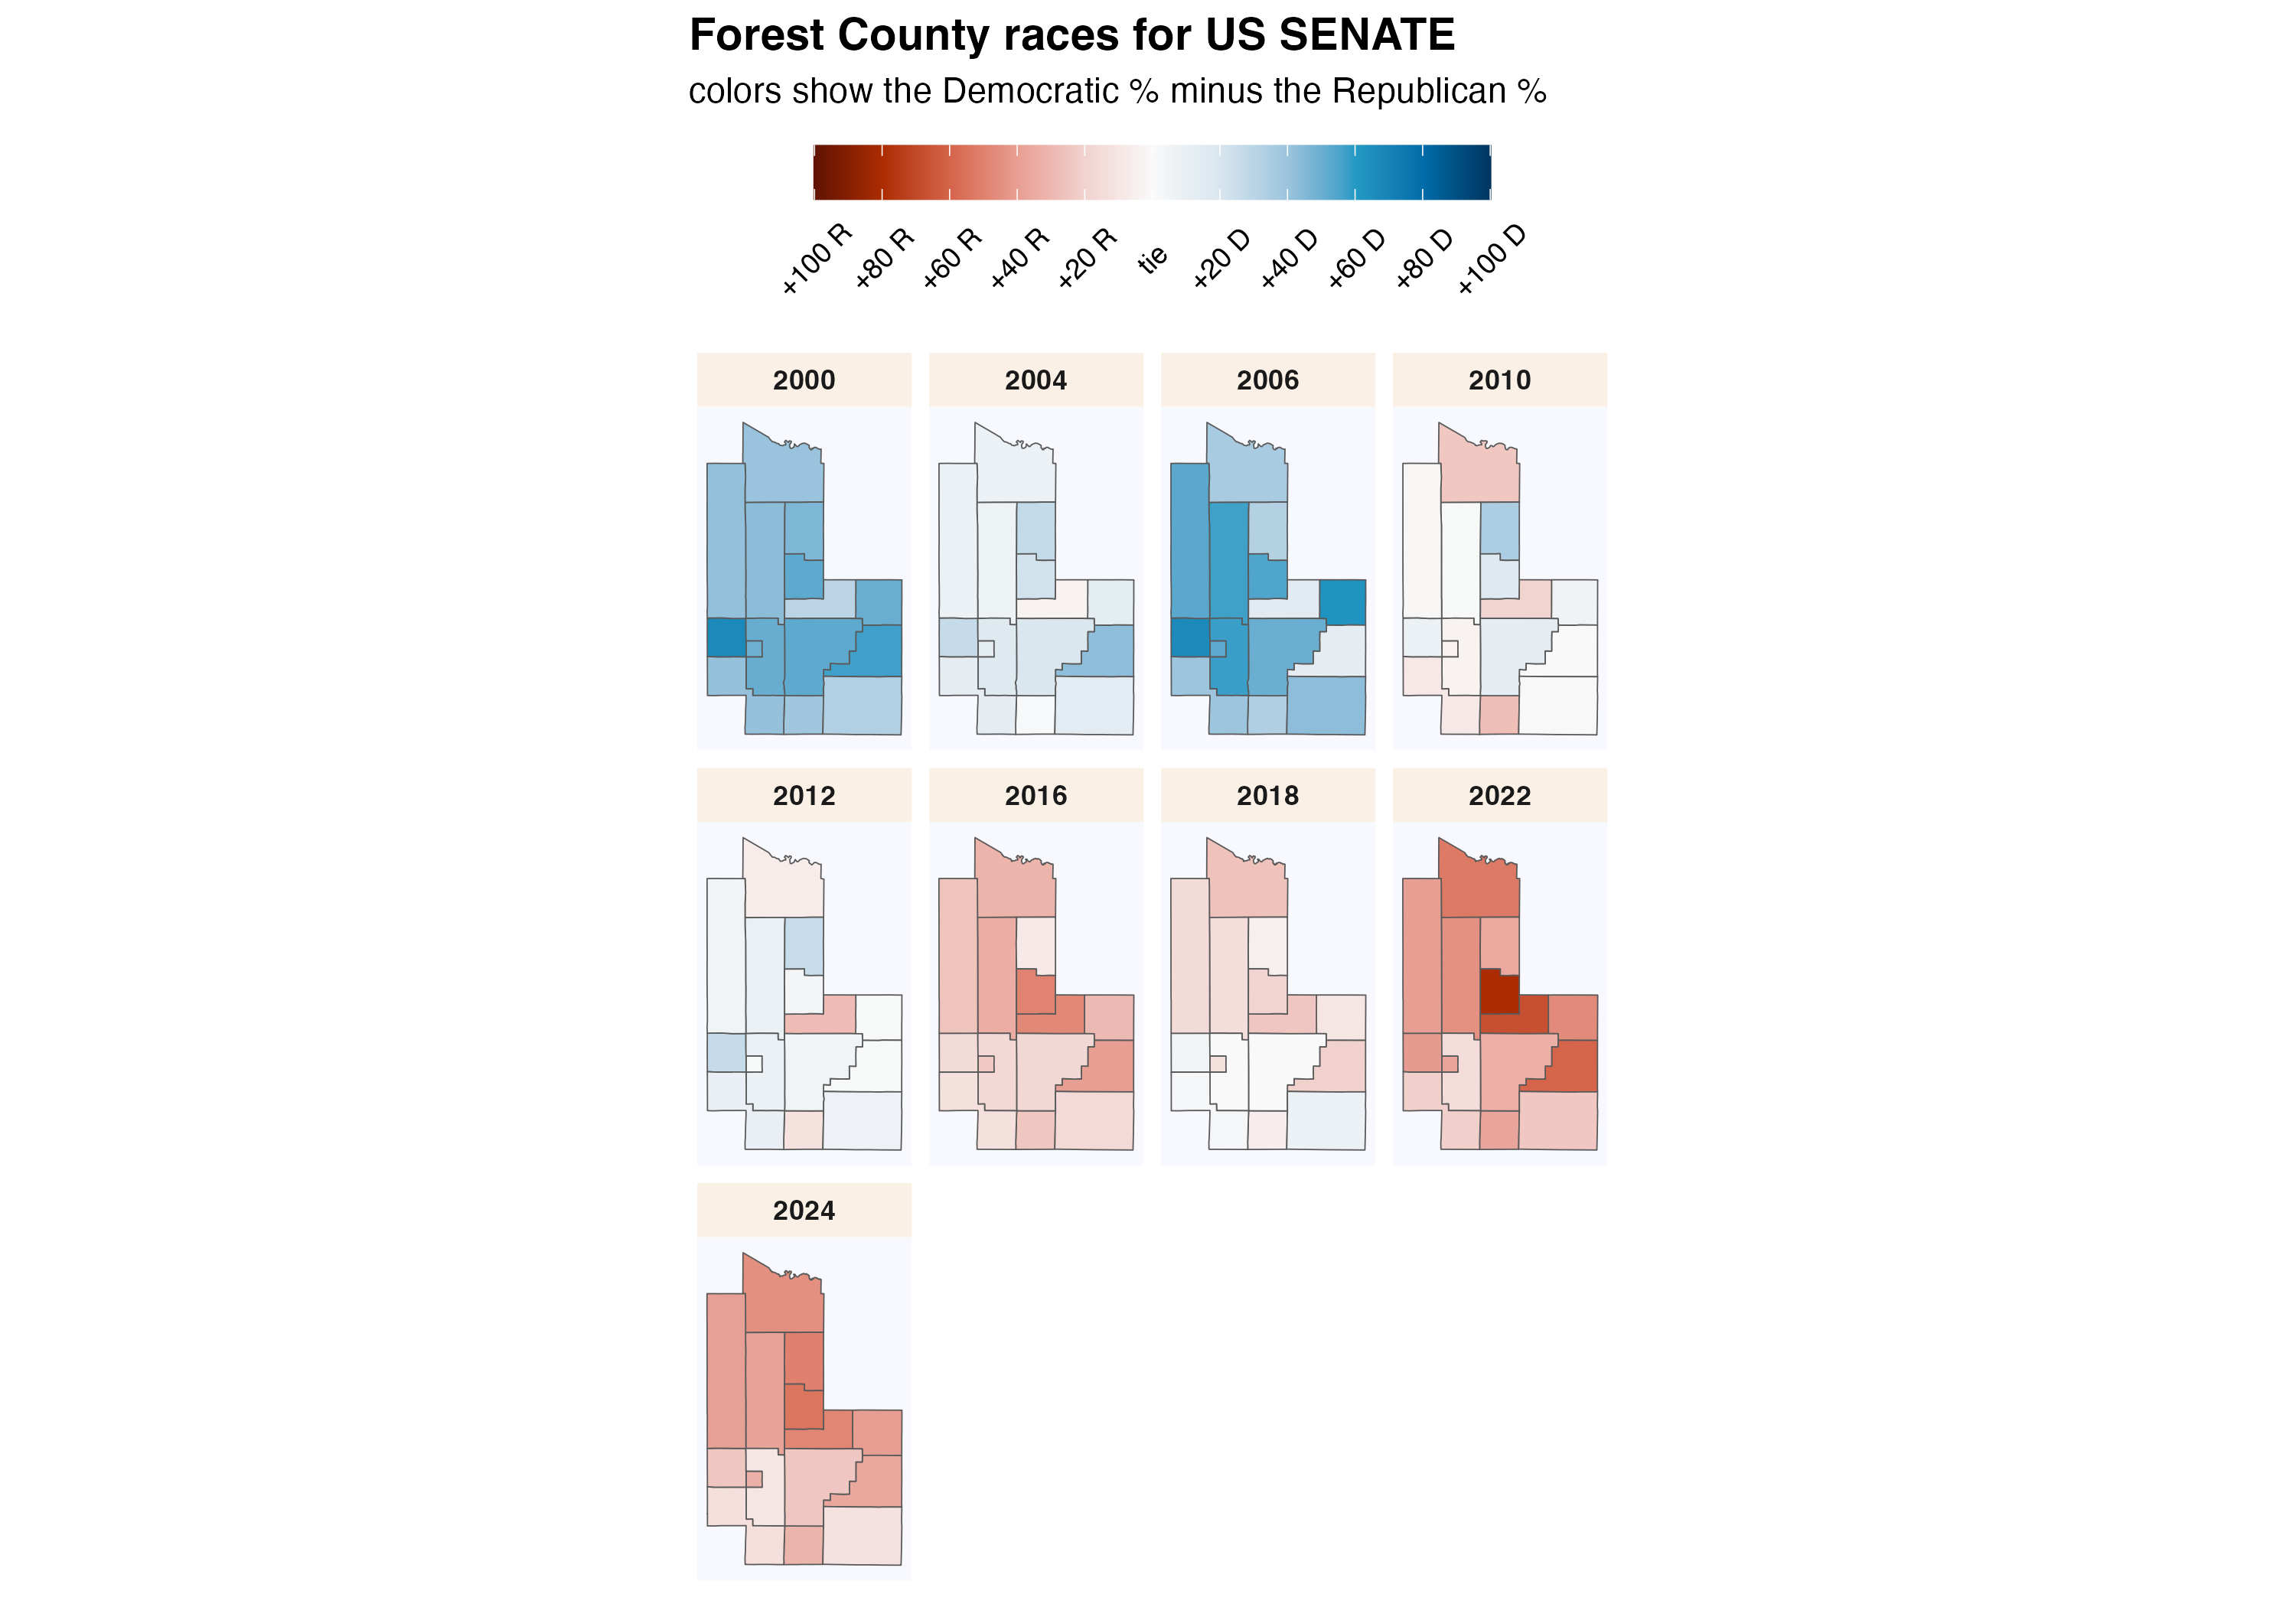 Forest County races for US SENATE
colors show the Democratic % minus the Republican %
+100 R
+80 R
+60 R
+40 R
+20 R
tie
+20 D
+40 D
+60 D
+80 D
+100 D
2000
2004
2006
2010
2012
2016
2018
2022
2024